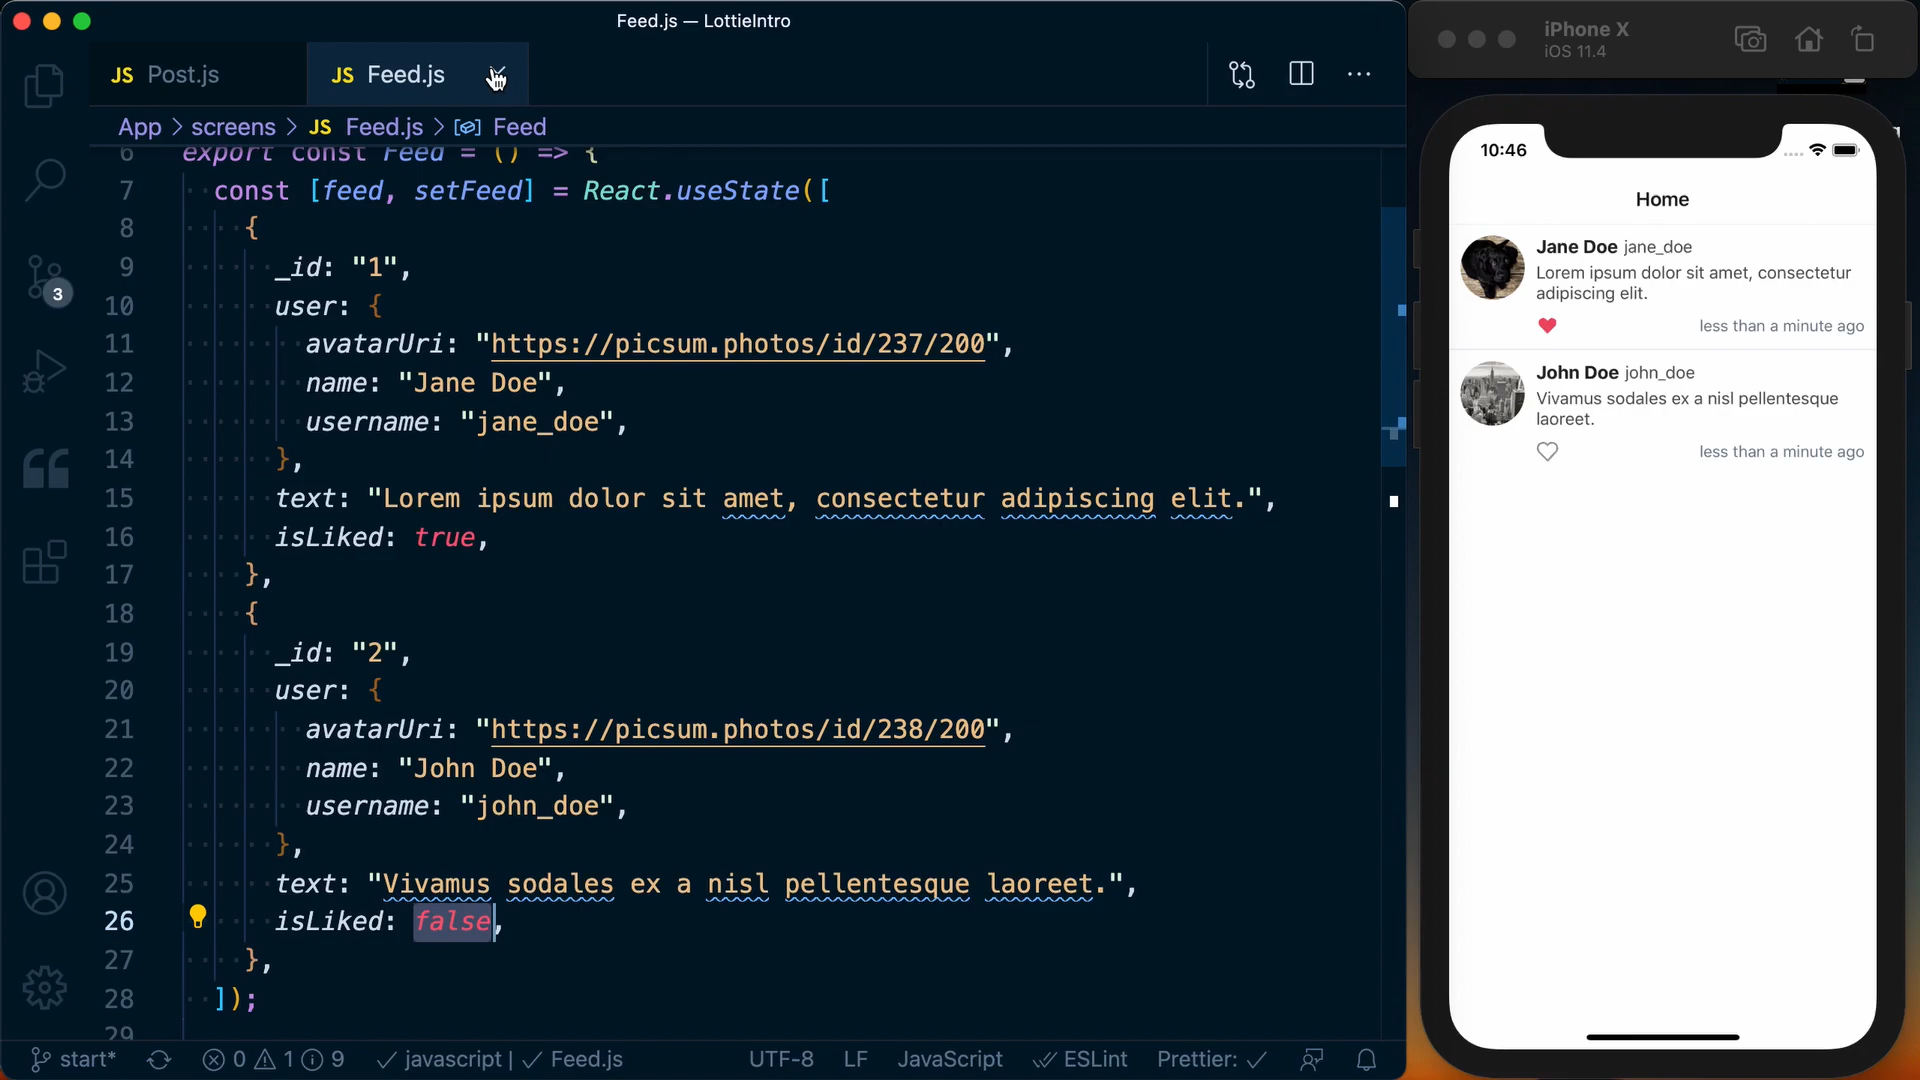 Feed.js — LottieIntro
JS Post.js
JS Feed.js
App > screens > JS Feed.js > Feed
6 export const Feed = () => {
7 const [feed, setFeed] = React.useState([
8 {
9 _id: "1",
10 user: {
11 avatarUri: "https://picsum.photos/id/237/200",
12 name: "Jane Doe",
13 username: "jane_doe",
14 },
15 text: "Lorem ipsum dolor sit amet, consectetur adipiscing elit.",
16 isLiked: true,
17 },
18 {
19 _id: "2",
20 user: {
21 avatarUri: "https://picsum.photos/id/238/200",
22 name: "John Doe",
23 username: "john_doe",
24 },
25 text: "Vivamus sodales ex a nisl pellentesque laoreet.",
26 isLiked: false,
27 },
28 ]);
29
3
start* 0 1 9 javascript | Feed.js UTF-8 LF JavaScript ESLint Prettier:
iPhone X
iOS 11.4
10:46
Home
Jane Doe jane_doe
Lorem ipsum dolor sit amet, consectetur
adipiscing elit.
less than a minute ago
John Doe john_doe
Vivamus sodales ex a nisl pellentesque
laoreet.
less than a minute ago